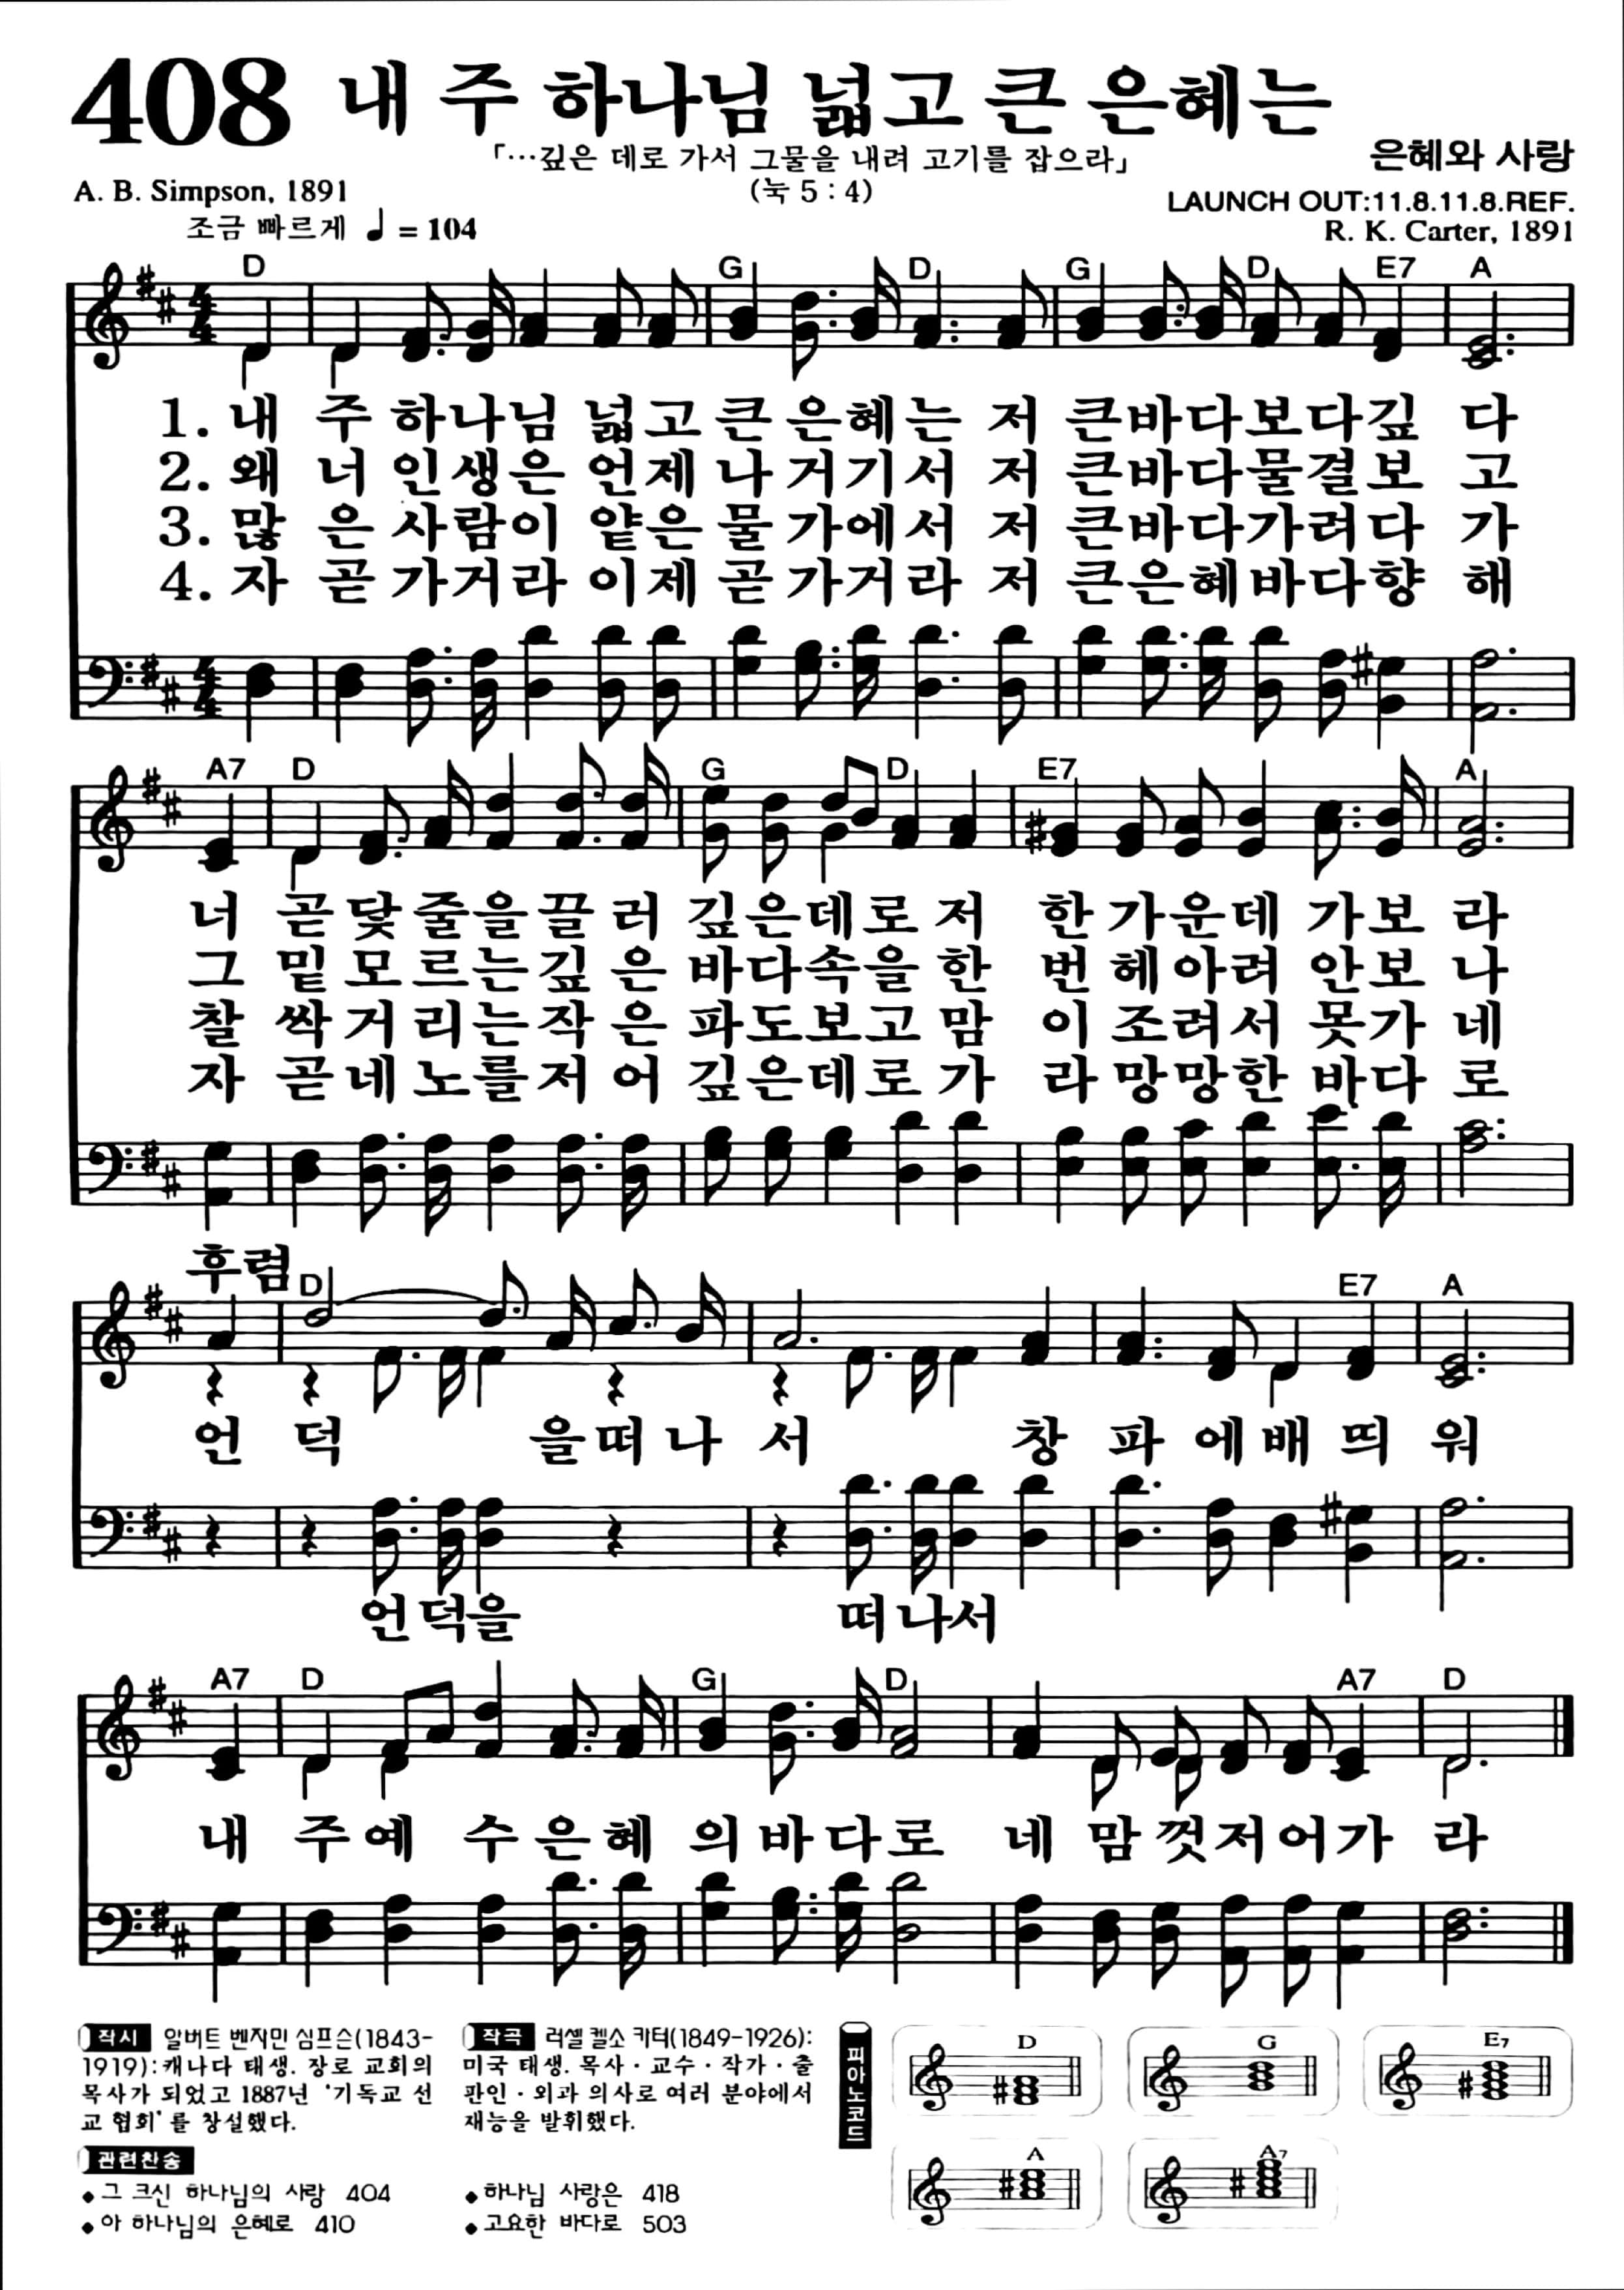 408 내 주 하나님 넓고 큰 은혜는
「…깊은 데로 가서 그물을 내려 고기를 잡으라」
은혜와 사랑
A. B. Simpson, 1891
(눅 5 : 4)
LAUNCH OUT:11.8.11.8.REF.
조금 빠르게 ♩ = 104
R. K. Carter, 1891
D G D G D E7 A
1. 내 주 하나님 넓고 큰 은혜는 저 큰바다보다깊 다
2. 왜 너 인생은 언제 나 거기서 저 큰바다물결보 고
3. 많 은 사람이 얕은 물 가에서 저 큰바다가려다 가
4. 자 곧 가거라 이제 곧 가거라 저 큰은혜바다향 해
A7 D G D E7 A
너 곧 닻 줄을끌 러 깊은데로 저 한 가운데 가보 라
그 밑 모르는깊 은 바다속을 한 번 헤아려 안보 나
찰 싹 거리는작 은 파도보고 맘 이 조려서 못가 네
자 곧 네 노를저 어 깊은데로 가 라 망망한 바다 로
후렴
D E7 A
언 덕 을떠 나 서 창 파 에배 띄 워
언덕을 떠나서
A7 D G D A7 D
내 주예 수은혜 의바다로 네 맘껏저어가 라
작시 알버트 벤자민 심프슨(1843-
1919):캐나다 태생. 장로 교회의
목사가 되었고 1887년 '기독교 선
교 협회'를 창설했다.
작곡 러셀 켈소 카터(1849-1926):
미국 태생. 목사·교수·작가·출
판인·외과 의사로 여러 분야에서
재능을 발휘했다.
관련찬송
◆그 크신 하나님의 사랑 404
◆아 하나님의 은혜로 410
◆하나님 사랑은 418
◆고요한 바다로 503
피아노코드
D G E7
A A7